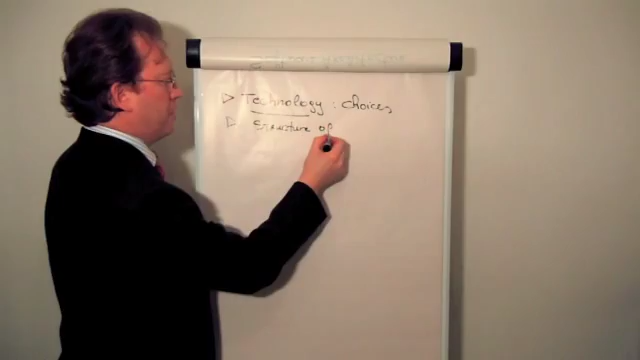 ▷ Technology : choices,
▷ Structure of